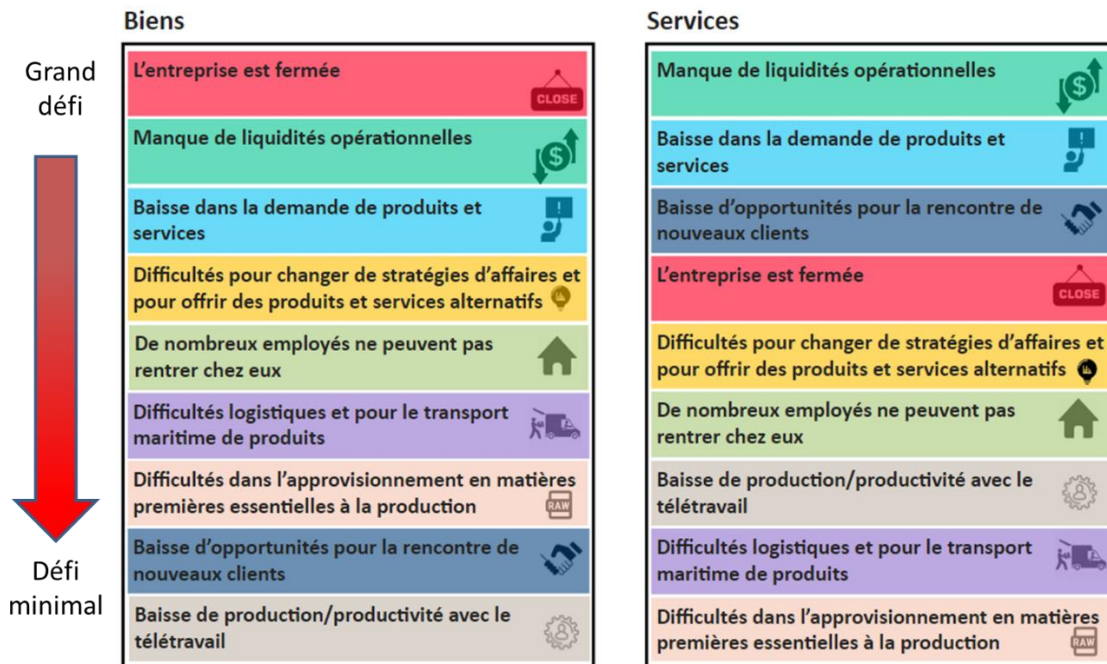 Biens
Grand
défi
Défi
minimal
L'entreprise est fermée
CLOSE
Manque de liquidités opérationnelles
$
Baisse dans la demande de produits et
services
!
Difficultés pour changer de stratégies d'affaires et
pour offrir des produits et services alternatifs
De nombreux employés ne peuvent pas
rentrer chez eux
Difficultés logistiques et pour le transport
maritime de produits
Difficultés dans l'approvisionnement en matières
premières essentielles à la production
RAW
Baisse d'opportunités pour la rencontre de
nouveaux clients
Baisse de production/productivité avec le
télétravail
Services
Manque de liquidités opérationnelles
$
Baisse dans la demande de produits et
services
!
Baisse d'opportunités pour la rencontre de
nouveaux clients
L'entreprise est fermée
CLOSE
Difficultés pour changer de stratégies d'affaires et
pour offrir des produits et services alternatifs
De nombreux employés ne peuvent pas
rentrer chez eux
Baisse de production/productivité avec le
télétravail
Difficultés logistiques et pour le transport
maritime de produits
Difficultés dans l'approvisionnement en matières
premières essentielles à la production
RAW